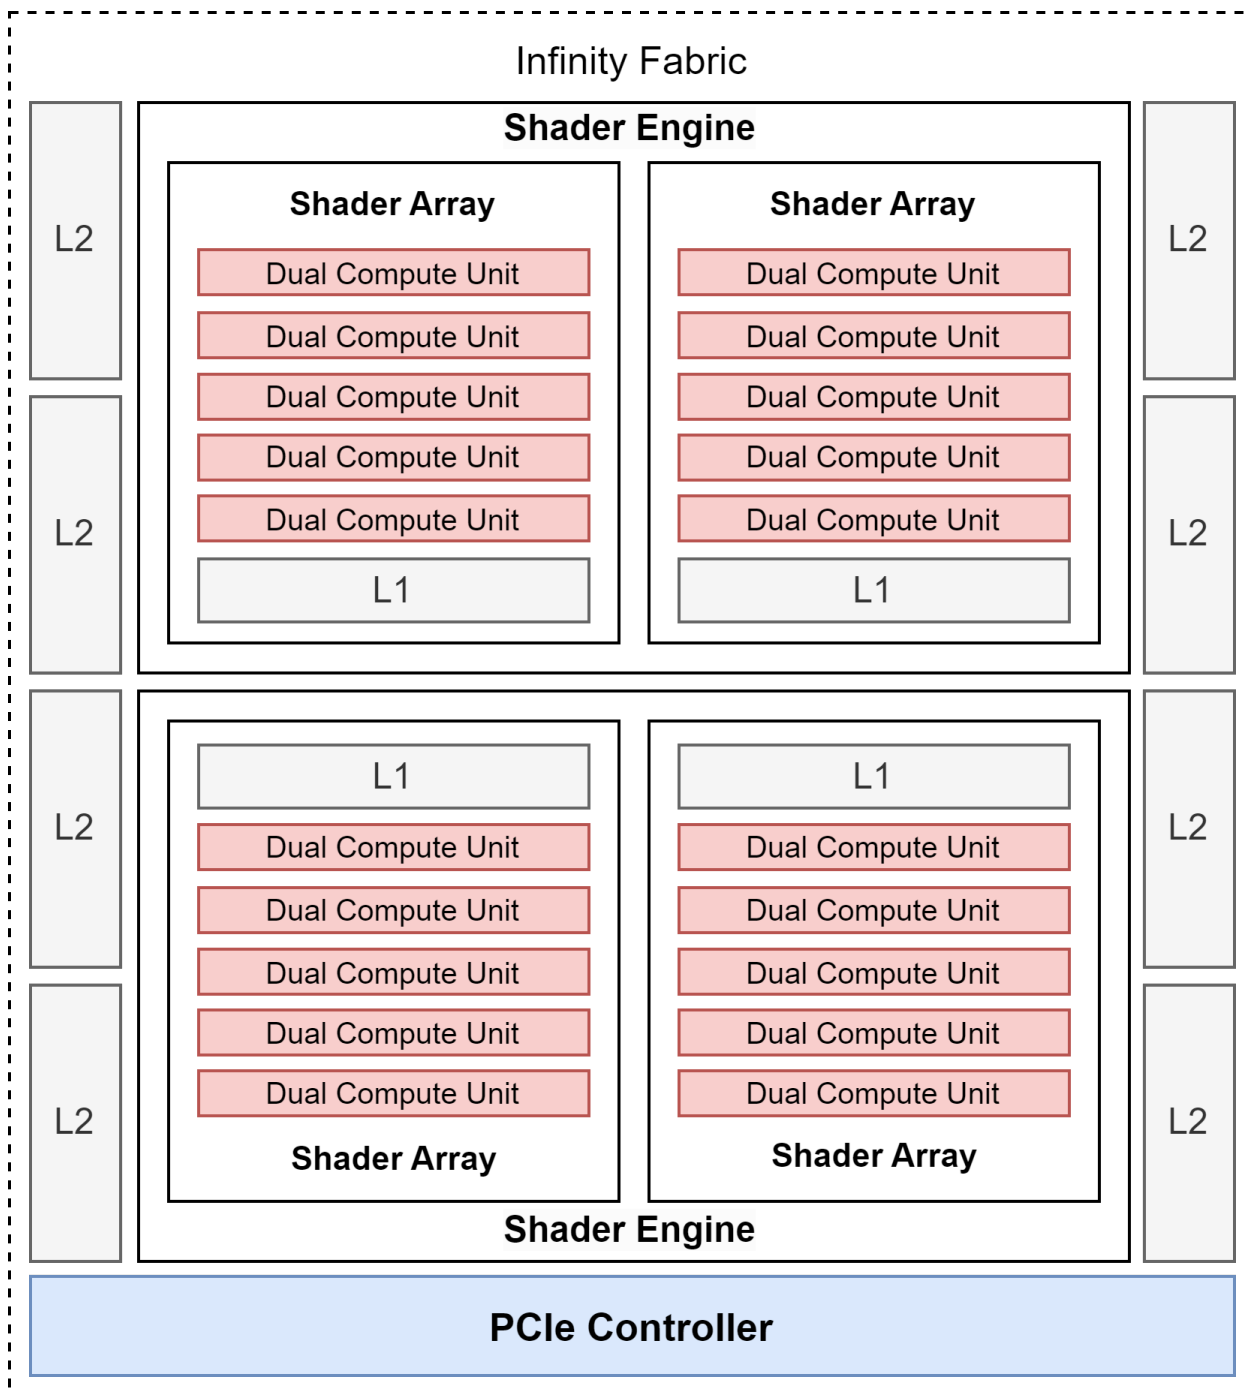 Infinity Fabric
Shader Engine
L2
L2
Shader Array
Shader Array
Dual Compute Unit
Dual Compute Unit
Dual Compute Unit
Dual Compute Unit
Dual Compute Unit
Dual Compute Unit
Dual Compute Unit
Dual Compute Unit
L2
L2
Dual Compute Unit
Dual Compute Unit
L1
L1
L1
L1
L2
L2
Dual Compute Unit
Dual Compute Unit
Dual Compute Unit
Dual Compute Unit
Dual Compute Unit
Dual Compute Unit
Dual Compute Unit
Dual Compute Unit
Dual Compute Unit
Dual Compute Unit
L2
L2
Shader Array
Shader Array
Shader Engine
PCIe Controller